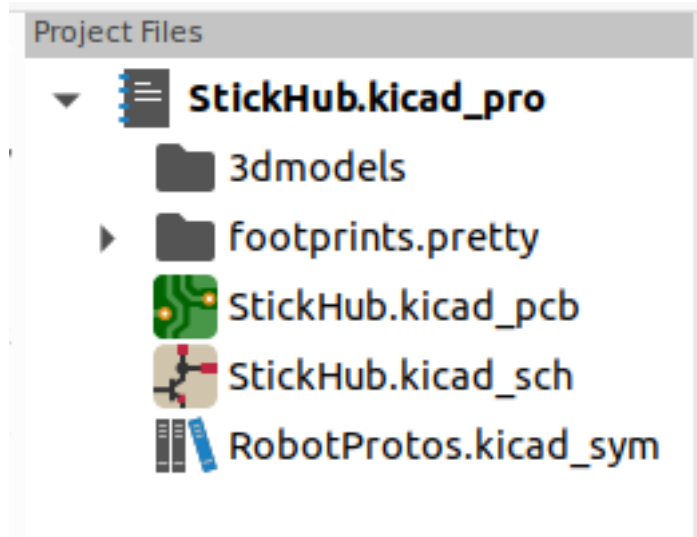 Project Files
StickHub.kicad_pro
3dmodels
footprints.pretty
StickHub.kicad_pcb
StickHub.kicad_sch
RobotProtos.kicad_sym